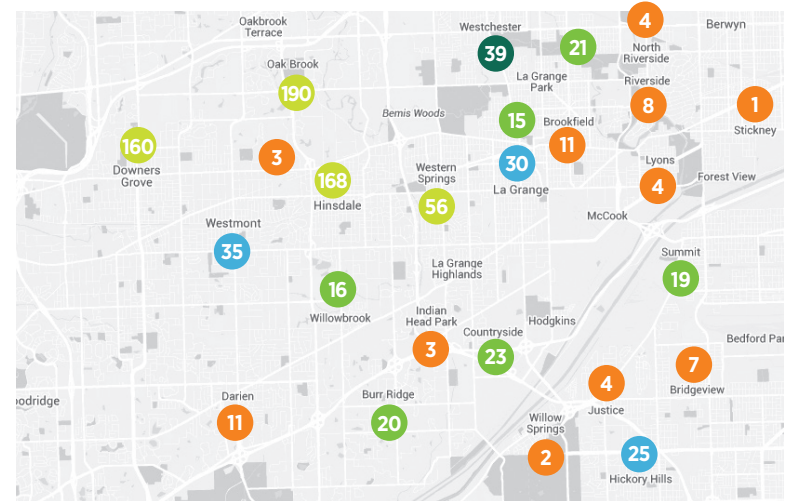 Oakbrook
Terrace
Westchester
39
21
4
North
Riverside
Berwyn
Oak Brook
190
La Grange
Park
Riverside
8
1
Stickney
Bemis Woods
15
Brookfield
11
160
Downers
Grove
3
168
Hinsdale
Western
Springs
56
30
La Grange
Lyons
4
Forest View
McCook
Westmont
35
Summit
19
La Grange
Highlands
16
Willowbrook
Indian
Head Park
3
Countryside
23
Hodgkins
Bedford Par
7
Bridgeview
4
Justice
oodridge
Darien
11
Burr Ridge
20
Willow
Springs
2
25
Hickory Hills